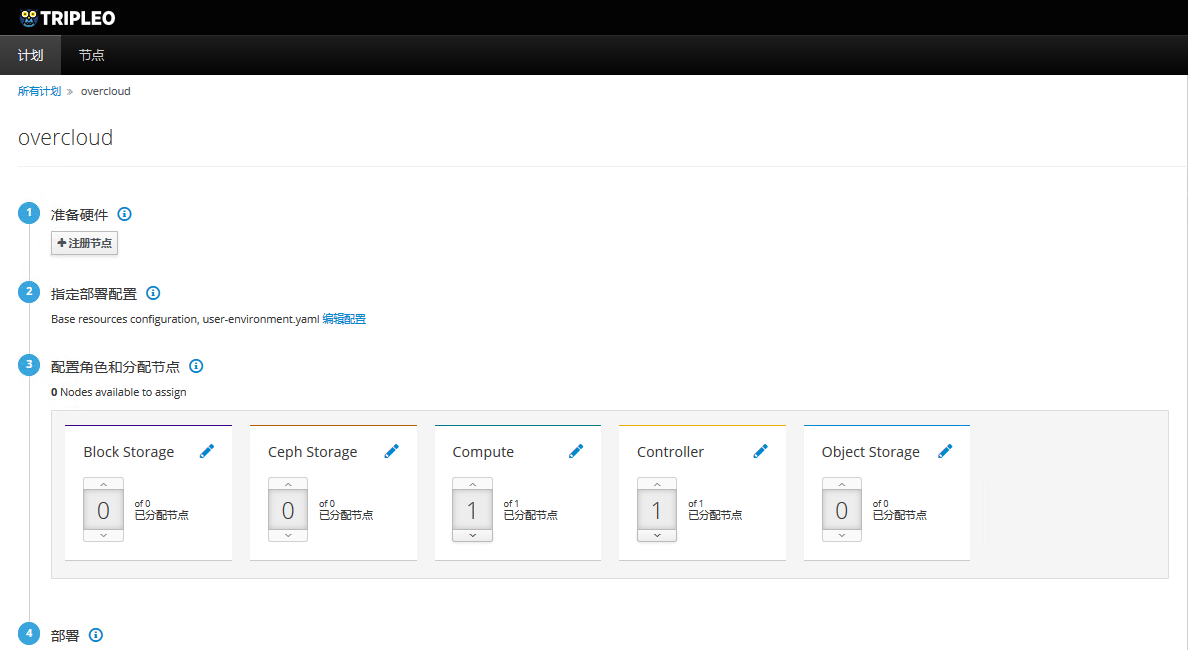 TRIPLEO
计划 节点
所有计划 » overcloud
overcloud
1 准备硬件
+ 注册节点
2 指定部署配置
Base resources configuration, user-environment.yaml 编辑配置
3 配置角色和分配节点
0 Nodes available to assign
Block Storage
0 of 0
已分配节点
Ceph Storage
0 of 0
已分配节点
Compute
1 of 1
已分配节点
Controller
1 of 1
已分配节点
Object Storage
0 of 0
已分配节点
4 部署